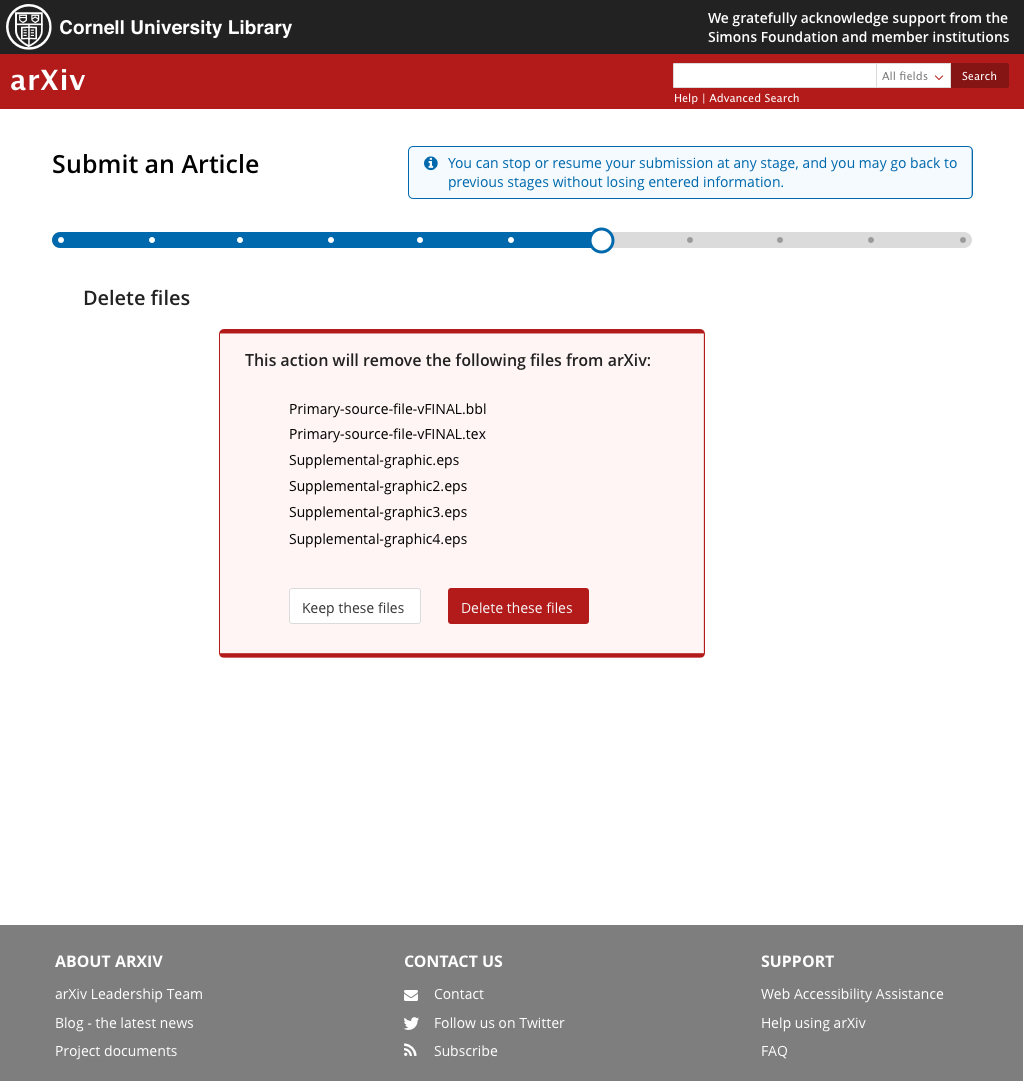 Cornell University Library
We gratefully acknowledge support from the
Simons Foundation and member institutions
arXiv
All fields
Search
Help | Advanced Search
Submit an Article
You can stop or resume your submission at any stage, and you may go back to
previous stages without losing entered information.
Delete files
This action will remove the following files from arXiv:
Primary-source-file-vFINAL.bbl
Primary-source-file-vFINAL.tex
Supplemental-graphic.eps
Supplemental-graphic2.eps
Supplemental-graphic3.eps
Supplemental-graphic4.eps
Keep these files
Delete these files
ABOUT ARXIV
arXiv Leadership Team
Blog - the latest news
Project documents
CONTACT US
Contact
Follow us on Twitter
Subscribe
SUPPORT
Web Accessibility Assistance
Help using arXiv
FAQ